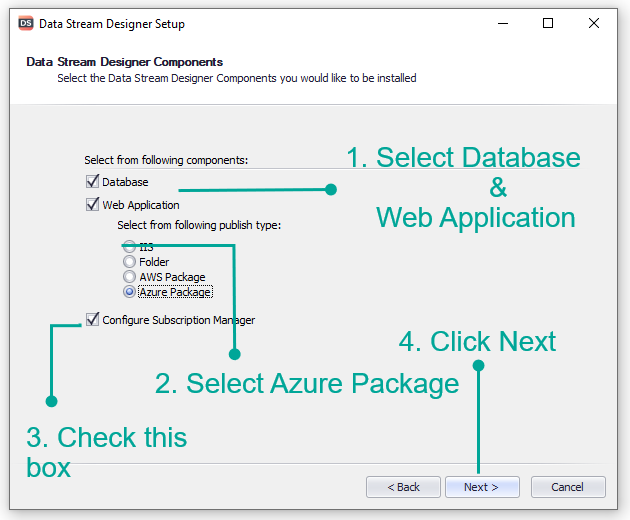 DS Data Stream Designer Setup
Data Stream Designer Components
Select the Data Stream Designer Components you would like to be installed
Select from following components:
1. Select Database
&
Web Application
Database
Web Application
Select from following publish type:
IIS
Folder
AWS Package
Azure Package
Configure Subscription Manager
4. Click Next
2. Select Azure Package
3. Check this
box
< Back Next > Cancel